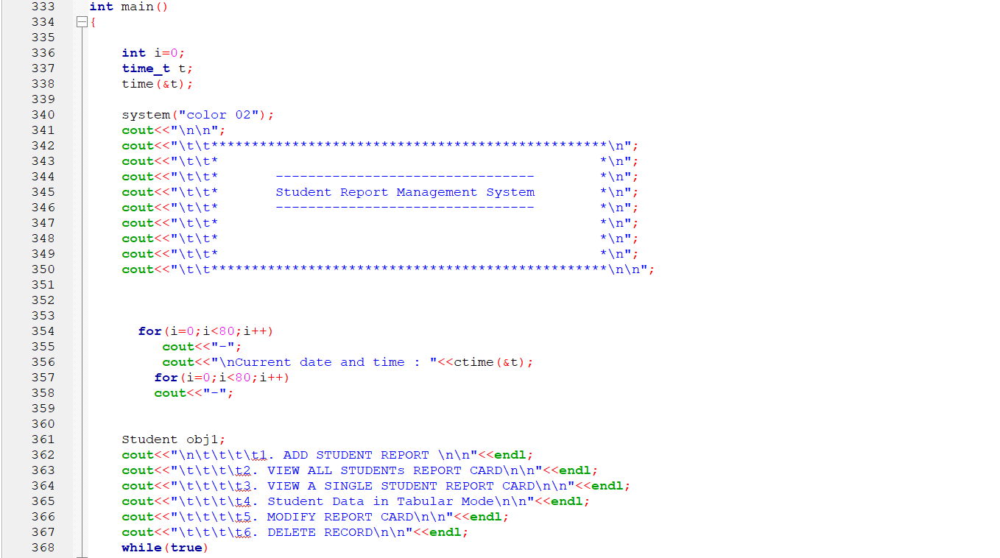 333 int main()
334 {
335
336     int i=0;
337     time_t t;
338     time(&t);
339
340     system("color 02");
341     cout<<"\n\n";
342     cout<<"\t\t*************************************************\n";
343     cout<<"\t\t*                                               *\n";
344     cout<<"\t\t*       --------------------------------        *\n";
345     cout<<"\t\t*       Student Report Management System        *\n";
346     cout<<"\t\t*       --------------------------------        *\n";
347     cout<<"\t\t*                                               *\n";
348     cout<<"\t\t*                                               *\n";
349     cout<<"\t\t*                                               *\n";
350     cout<<"\t\t*************************************************\n\n";
351
352
353
354       for(i=0;i<80;i++)
355          cout<<"-";
356          cout<<"\nCurrent date and time : "<<ctime(&t);
357         for(i=0;i<80;i++)
358         cout<<"-";
359
360
361     Student obj1;
362     cout<<"\n\t\t\t\t1. ADD STUDENT REPORT \n\n"<<endl;
363     cout<<"\t\t\t\t2. VIEW ALL STUDENTs REPORT CARD\n\n"<<endl;
364     cout<<"\t\t\t\t3. VIEW A SINGLE STUDENT REPORT CARD\n\n"<<endl;
365     cout<<"\t\t\t\t4. Student Data in Tabular Mode\n\n"<<endl;
366     cout<<"\t\t\t\t5. MODIFY REPORT CARD\n\n"<<endl;
367     cout<<"\t\t\t\t6. DELETE RECORD\n\n"<<endl;
368     while(true)